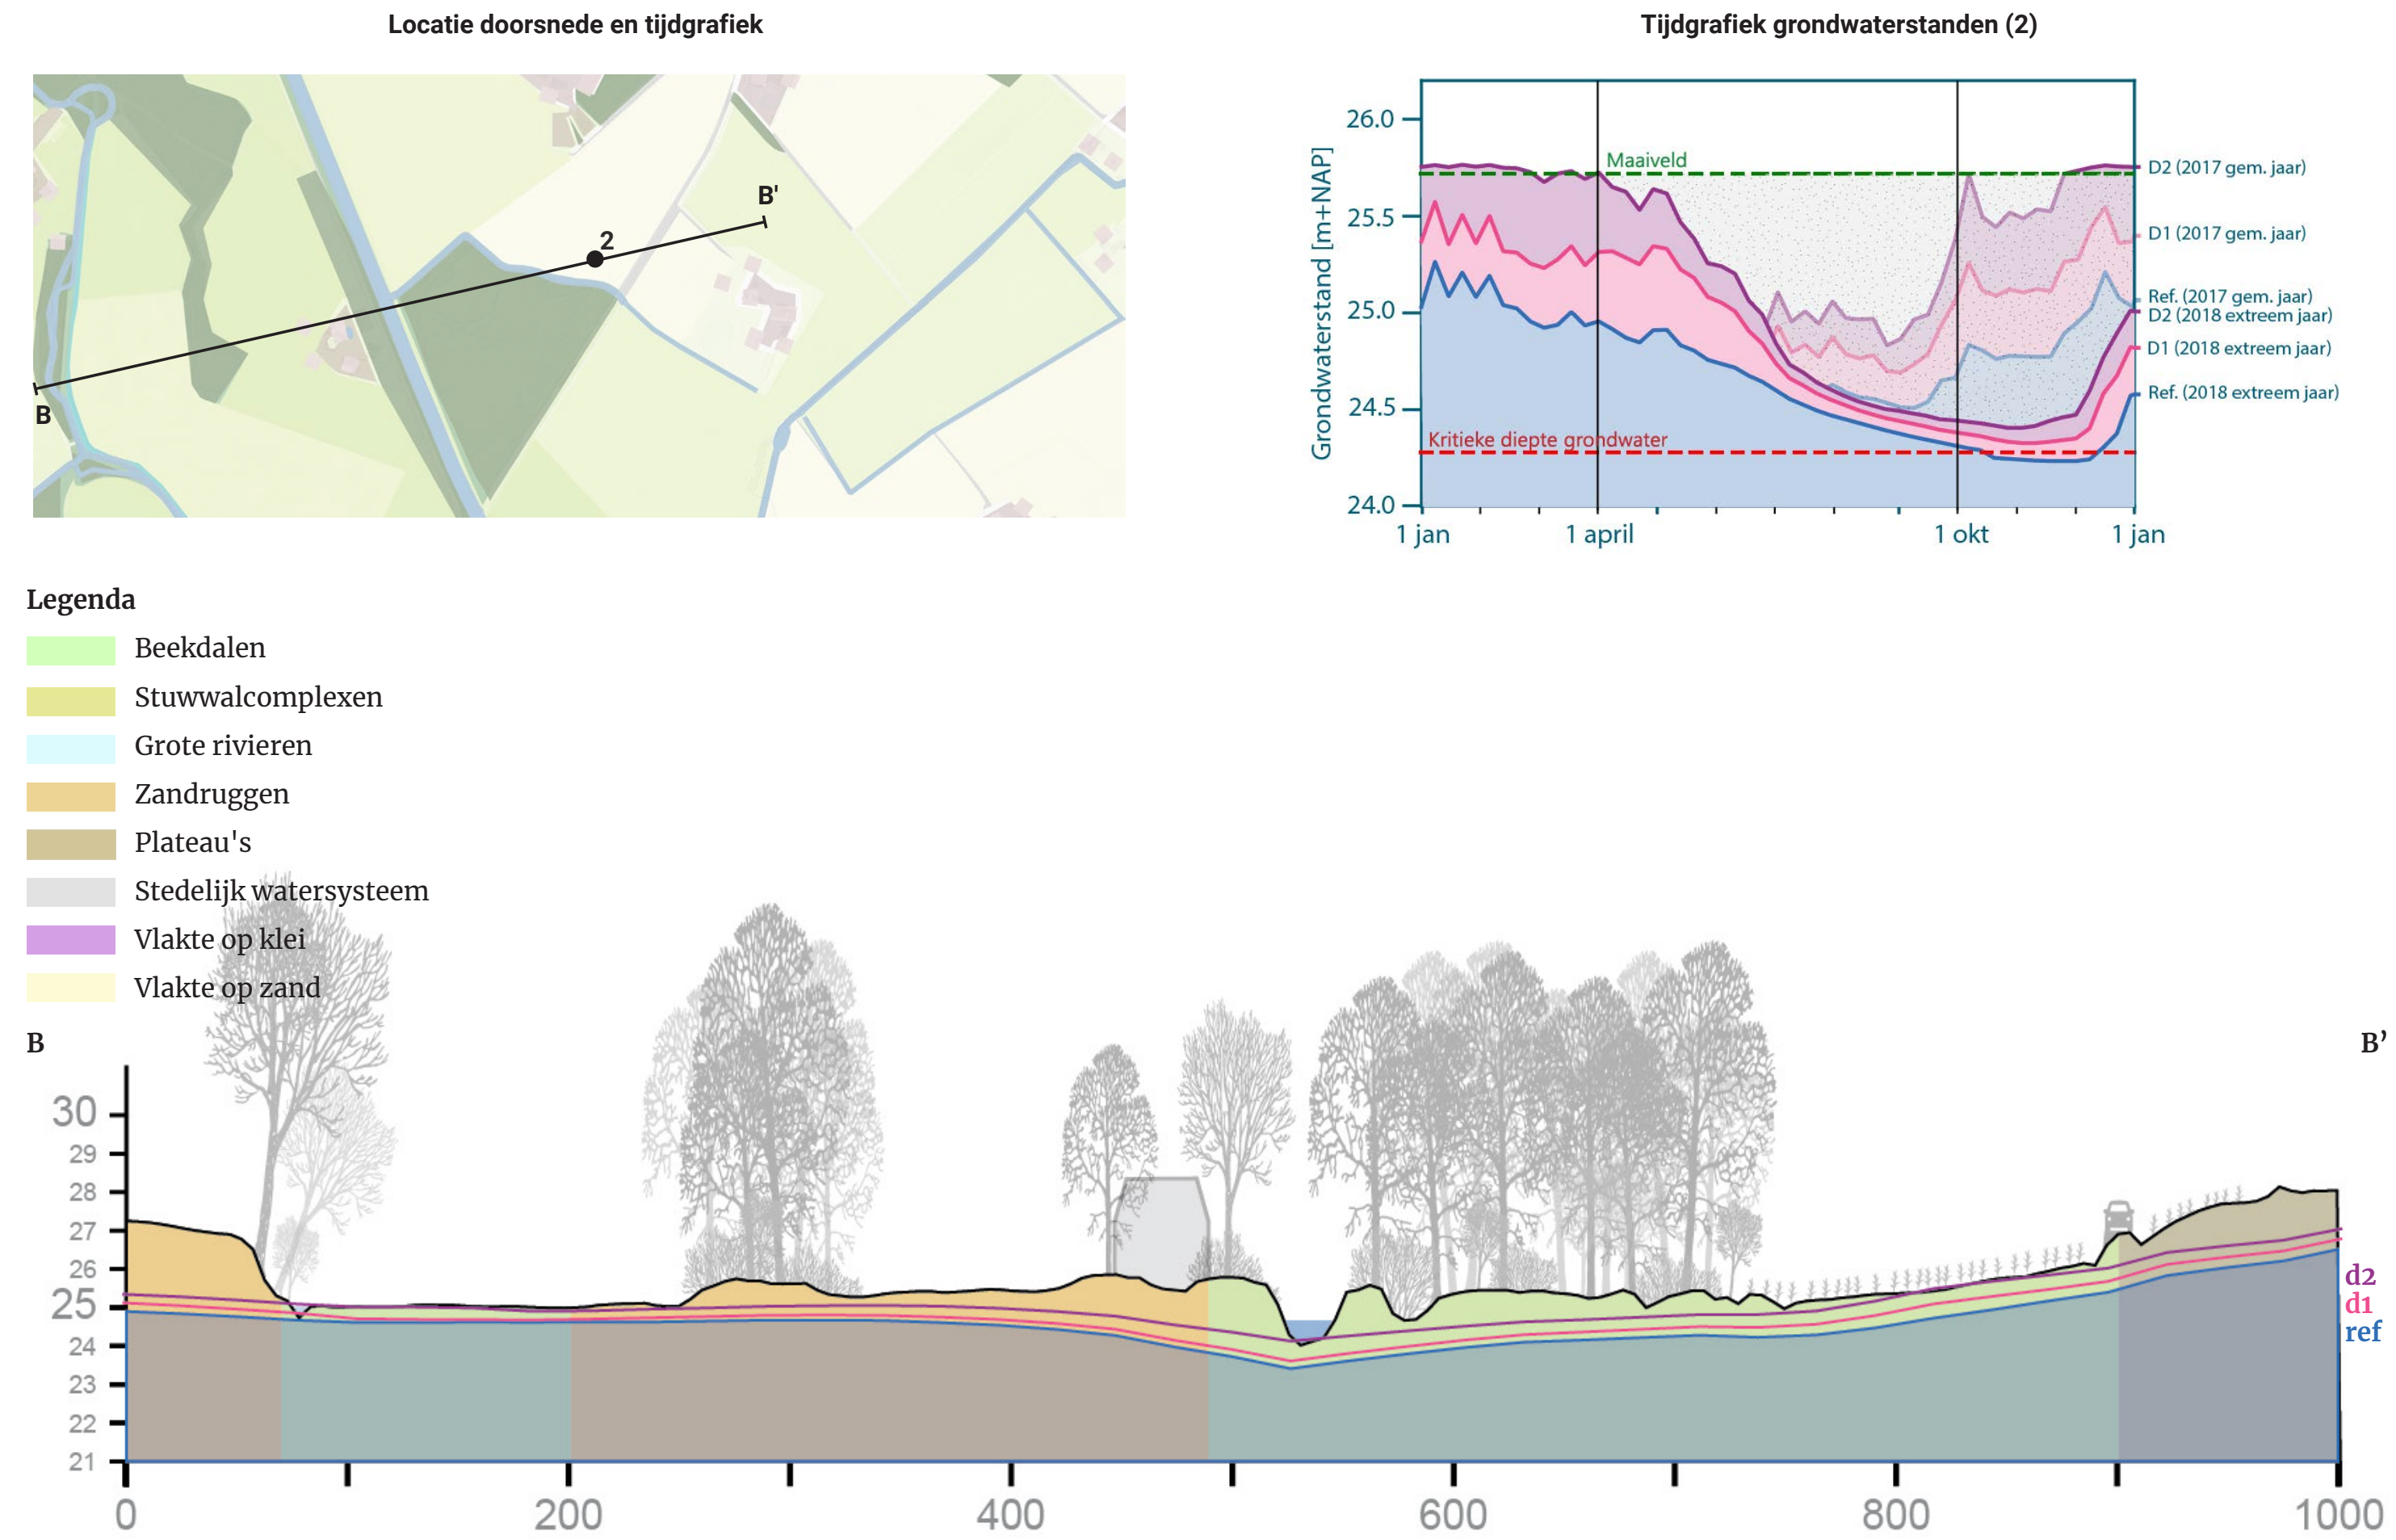 Locatie doorsnede en tijdgrafiek
B
2
B'
Tijdgrafiek grondwaterstanden (2)
Grondwaterstand [m+NAP]
26.0
25.5
25.0
24.5
24.0
Maaiveld
Kritieke diepte grondwater
1 jan
1 april
1 okt
1 jan
D2 (2017 gem. jaar)
D1 (2017 gem. jaar)
Ref. (2017 gem. jaar)
D2 (2018 extreem jaar)
D1 (2018 extreem jaar)
Ref. (2018 extreem jaar)
Legenda
Beekdalen
Stuwwalcomplexen
Grote rivieren
Zandruggen
Plateau's
Stedelijk watersysteem
Vlakte op klei
Vlakte op zand
B
B’
30
29
28
27
26
25
24
23
22
21
d2
d1
ref
0
200
400
600
800
1000